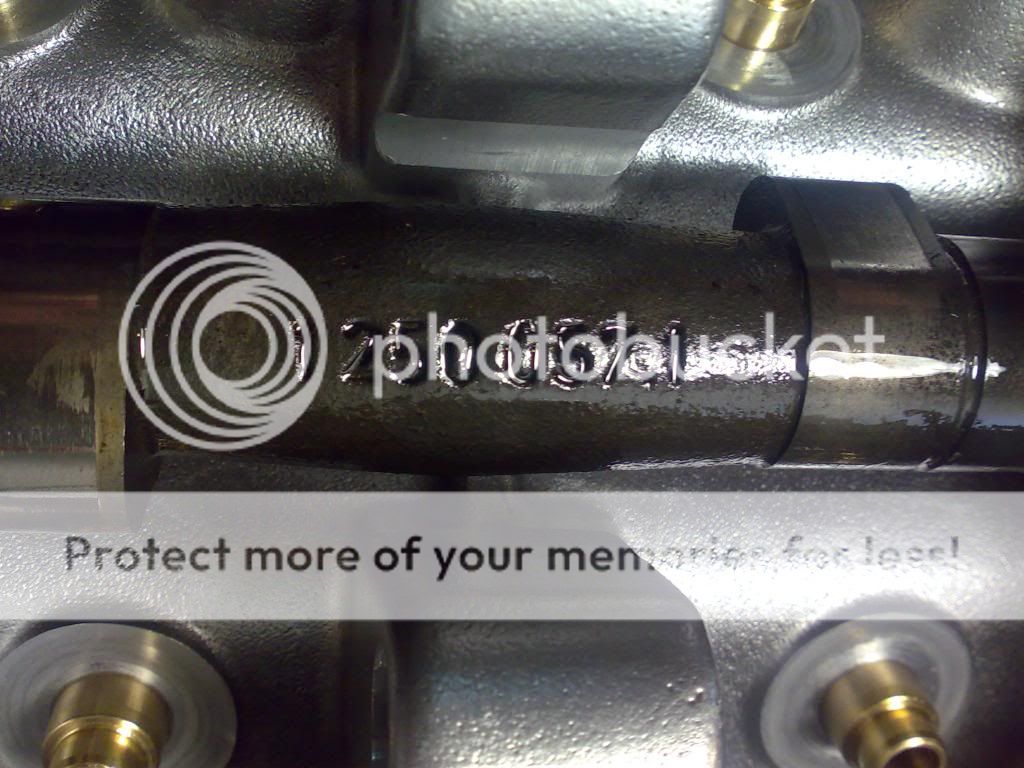 photobucket
Protect more of your memories for less!